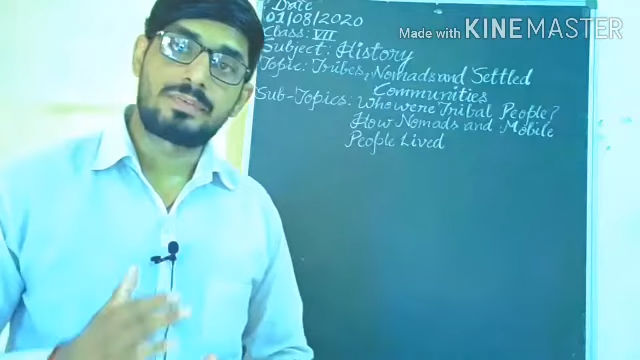 Date
01/08/2020
Class: VII
Subject: History
Topic: Tribes, Nomads and Settled
Communities
Sub-Topics: Who were Tribal People?
How Nomads and Mobile
People Lived
Made with KINEMASTER